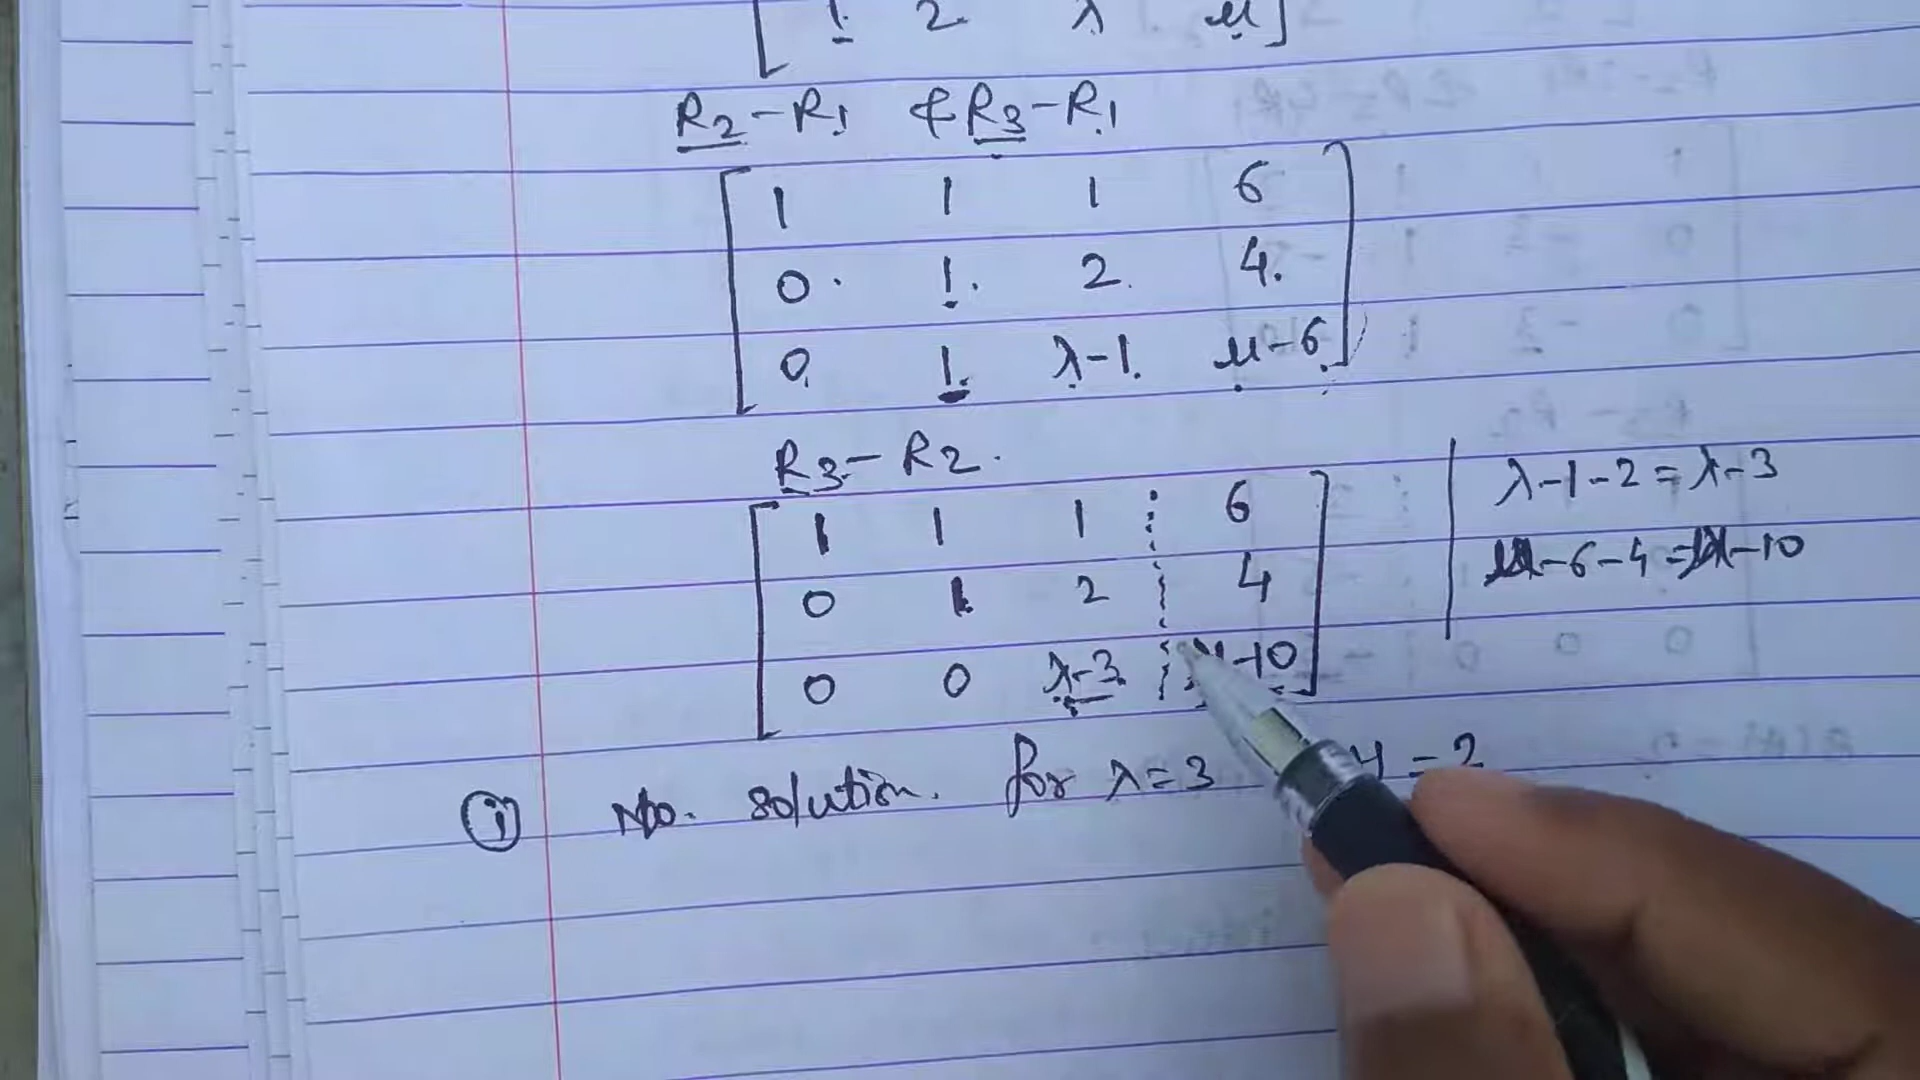 1 2 λ μ
R2-R1 & R3-R1
1 1 1 6
0 1 2 4
0 1 λ-1 μ-6
R3-R2
1 1 1 6
0 1 2 4
0 0 λ-3 μ-10
λ-1-2=λ-3
μ-6-4=μ-10
(i) No. solution. for λ=3